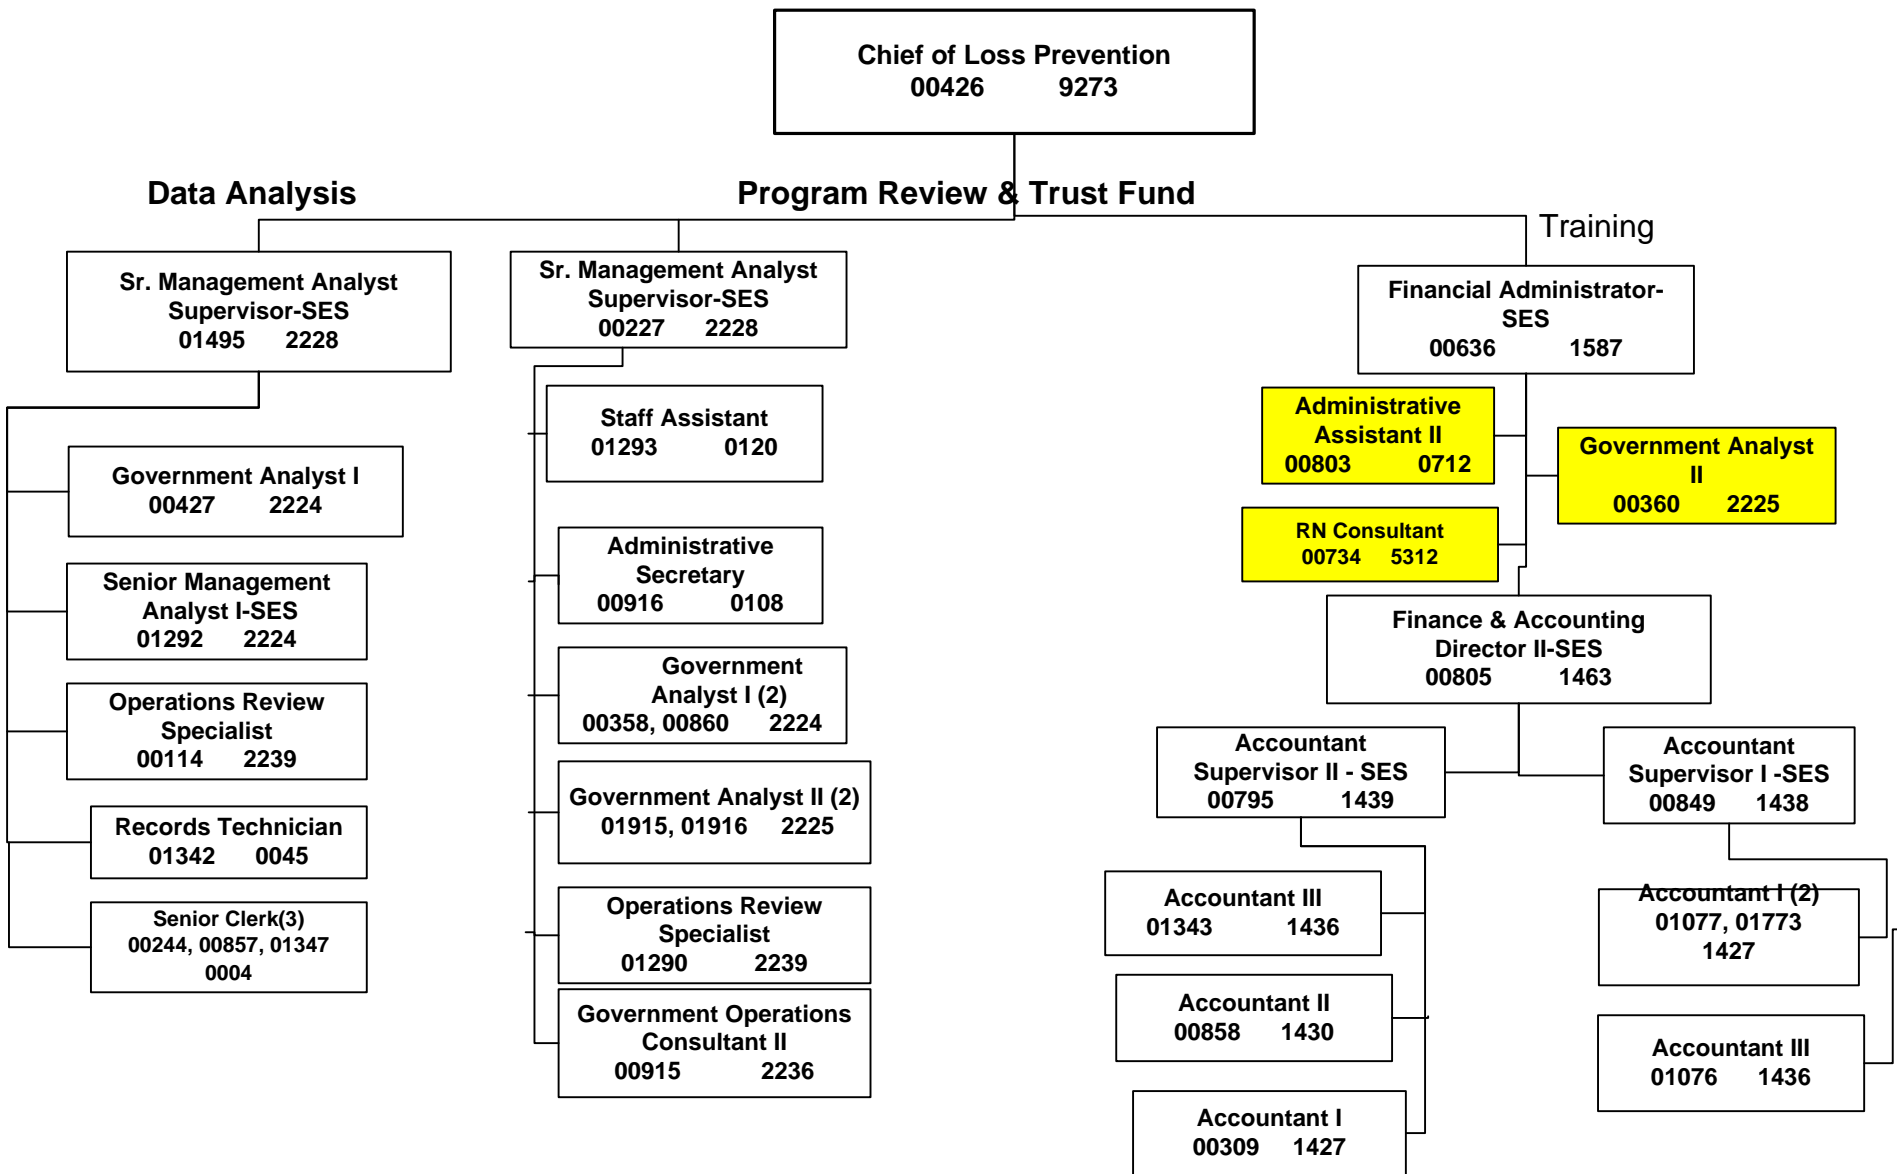 Chief of Loss Prevention
00426 9273
Data Analysis
Program Review & Trust Fund
Training
Sr. Management Analyst
Supervisor-SES
01495 2228
Government Analyst I
00427 2224
Senior Management
Analyst I-SES
01292 2224
Operations Review
Specialist
00114 2239
Records Technician
01342 0045
Senior Clerk(3)
00244, 00857, 01347
0004
Sr. Management Analyst
Supervisor-SES
00227 2228
Staff Assistant
01293 0120
Administrative
Secretary
00916 0108
Government
Analyst I (2)
00358, 00860 2224
Government Analyst II (2)
01915, 01916 2225
Operations Review
Specialist
01290 2239
Government Operations
Consultant II
00915 2236
Financial Administrator-
SES
00636 1587
Administrative
Assistant II
00803 0712
Government Analyst
II
00360 2225
RN Consultant
00734 5312
Finance & Accounting
Director II-SES
00805 1463
Accountant
Supervisor II - SES
00795 1439
Accountant III
01343 1436
Accountant II
00858 1430
Accountant I
00309 1427
Accountant
Supervisor I -SES
00849 1438
Accountant I (2)
01077, 01773
1427
Accountant III
01076 1436